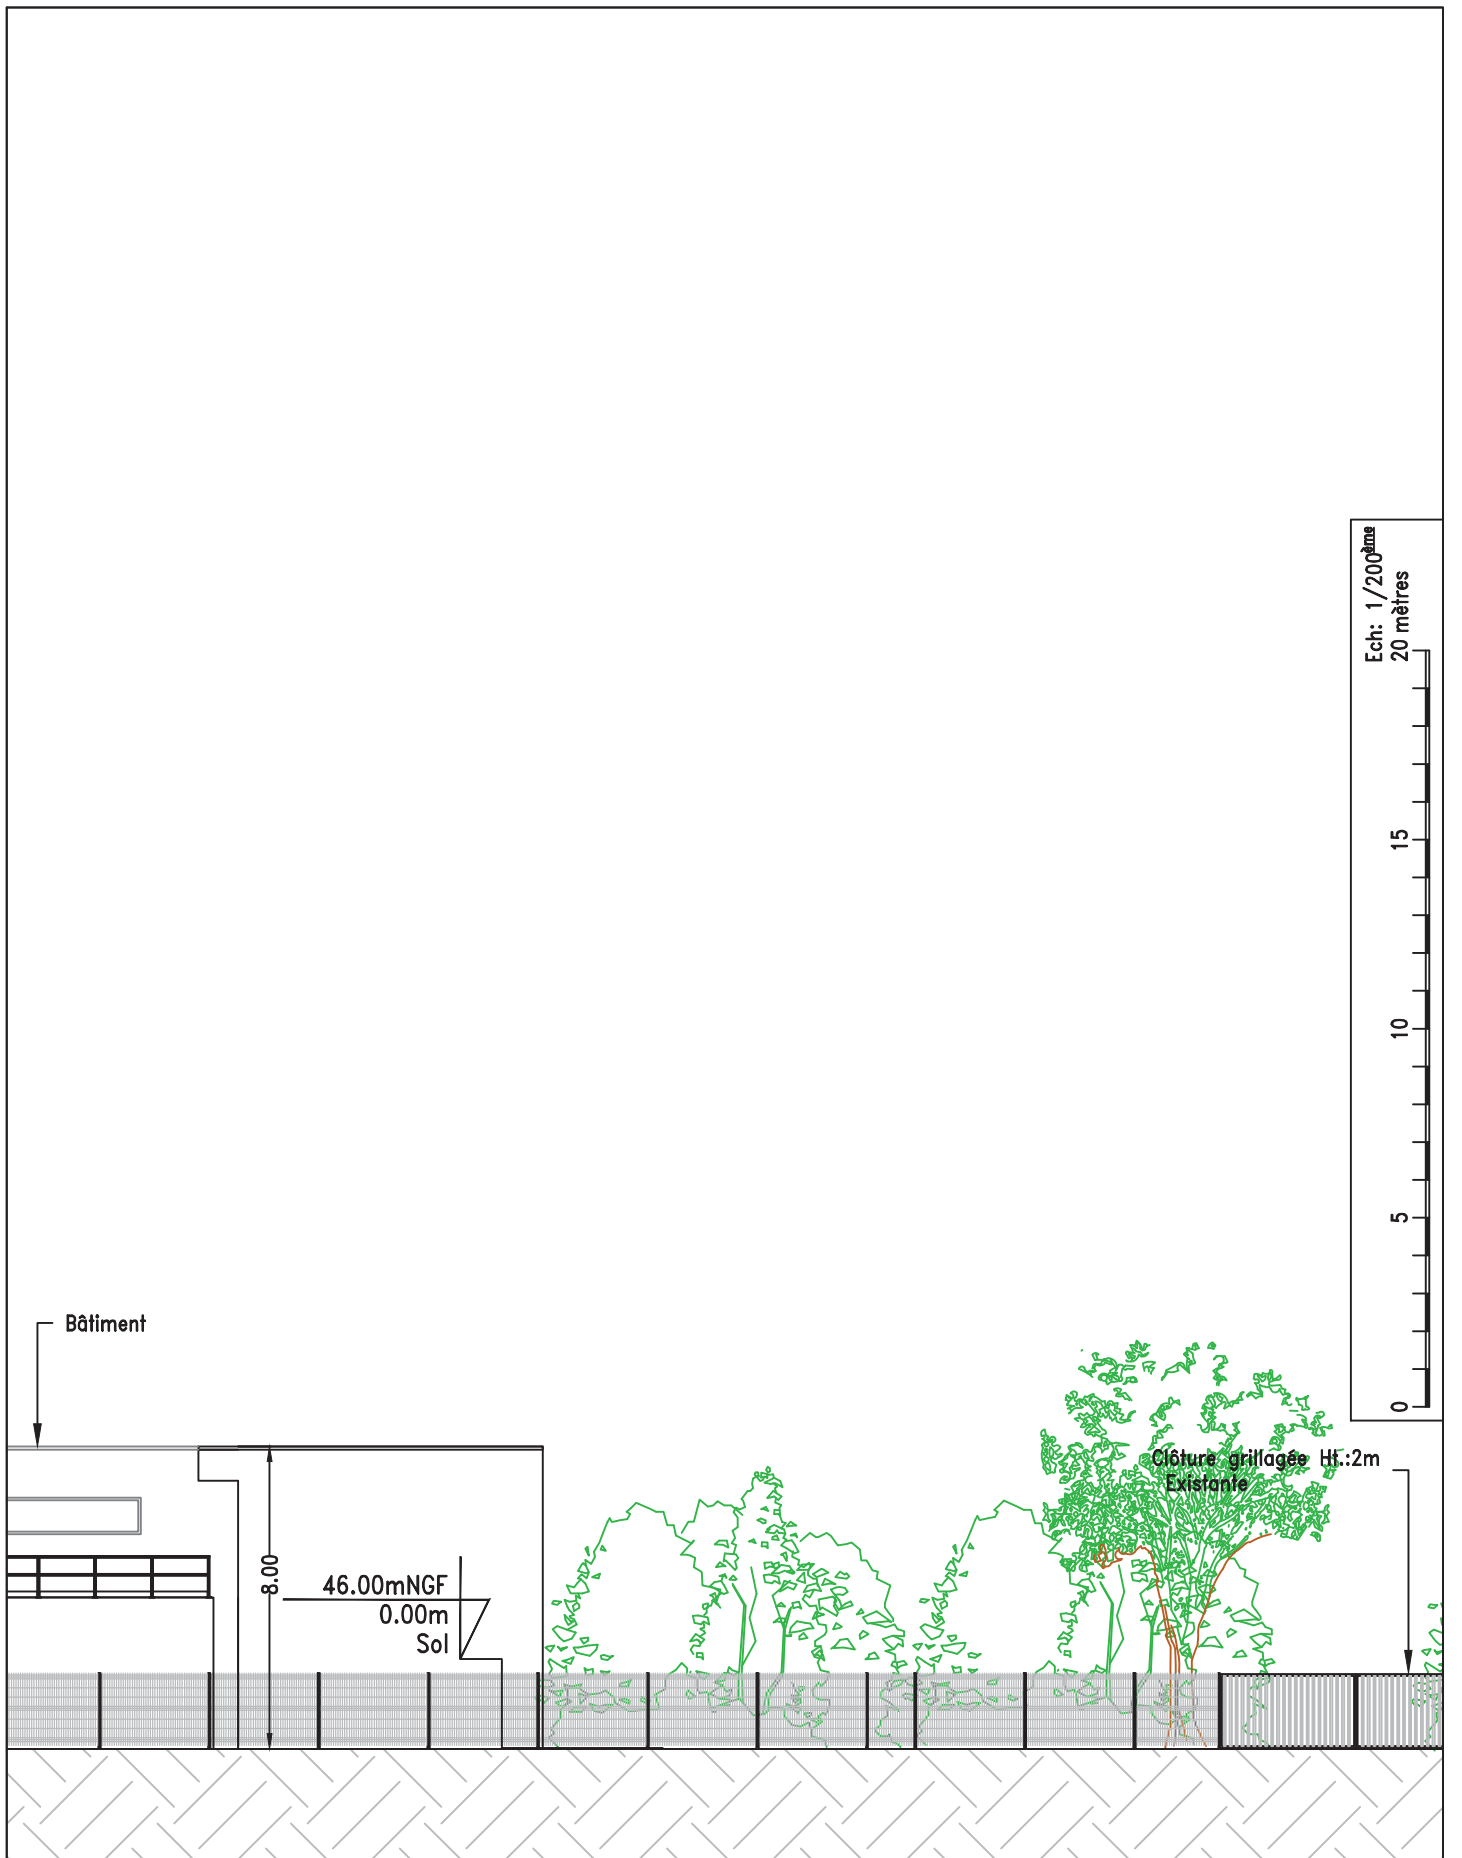 Ech: 1/200ème
20 mètres
15
10
5
0
Bâtiment
Clôture grillagée Ht.:2m
Existante
8.00
46.00mNGF
0.00m
Sol